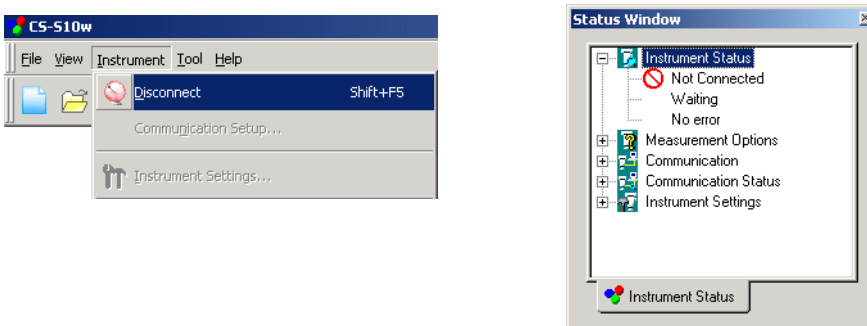 CS-S10w
File View Instrument Tool Help
Disconnect Shift+F5
Communication Setup...
Instrument Settings...
Status Window
Instrument Status
Not Connected
Waiting
No error
Measurement Options
Communication
Communication Status
Instrument Settings
Instrument Status